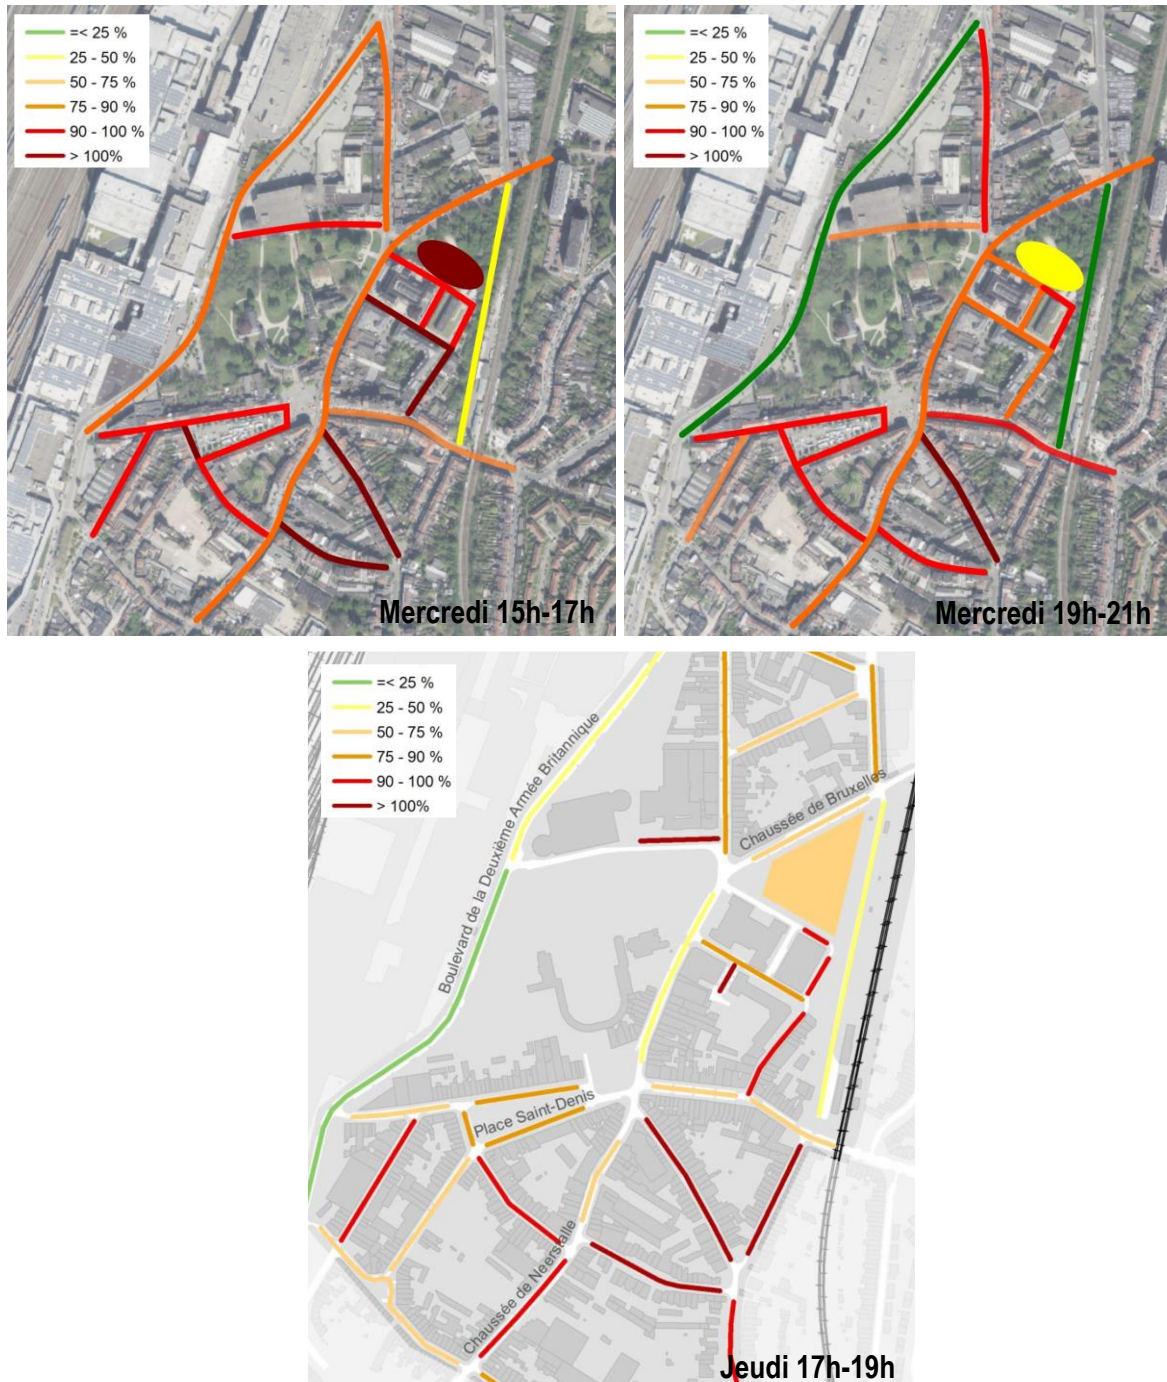 =< 25 %
25 - 50 %
50 - 75 %
75 - 90 %
90 - 100 %
> 100%
Mercredi 15h-17h
=< 25 %
25 - 50 %
50 - 75 %
75 - 90 %
90 - 100 %
> 100%
Mercredi 19h-21h
=< 25 %
25 - 50 %
50 - 75 %
75 - 90 %
90 - 100 %
> 100%
Boulevard de la Deuxième Armée Britannique
Chaussée de Bruxelles
Place Saint-Denis
Chaussée de Neerstalle
Jeudi 17h-19h